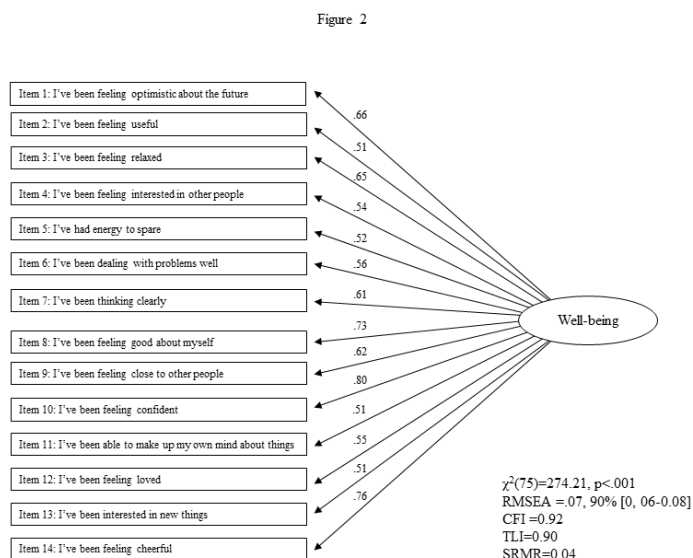 Figure 2
Item 1: I've been feeling optimistic about the future
Item 2: I've been feeling useful
Item 3: I've been feeling relaxed
Item 4: I've been feeling interested in other people
Item 5: I've had energy to spare
Item 6: I've been dealing with problems well
Item 7: I've been thinking clearly
Item 8: I've been feeling good about myself
Item 9: I've been feeling close to other people
Item 10: I've been feeling confident
Item 11: I've been able to make up my own mind about things
Item 12: I've been feeling loved
Item 13: I've been interested in new things
Item 14: I've been feeling cheerful
.66
.51
.65
.54
.52
.56
.61
.73
.62
.80
.51
.55
.51
.76
Well-being
χ²(75)=274.21, p<.001
RMSEA =.07, 90% [0, 06-0.08]
CFI =0.92
TLI=0.90
SRMR=0.04